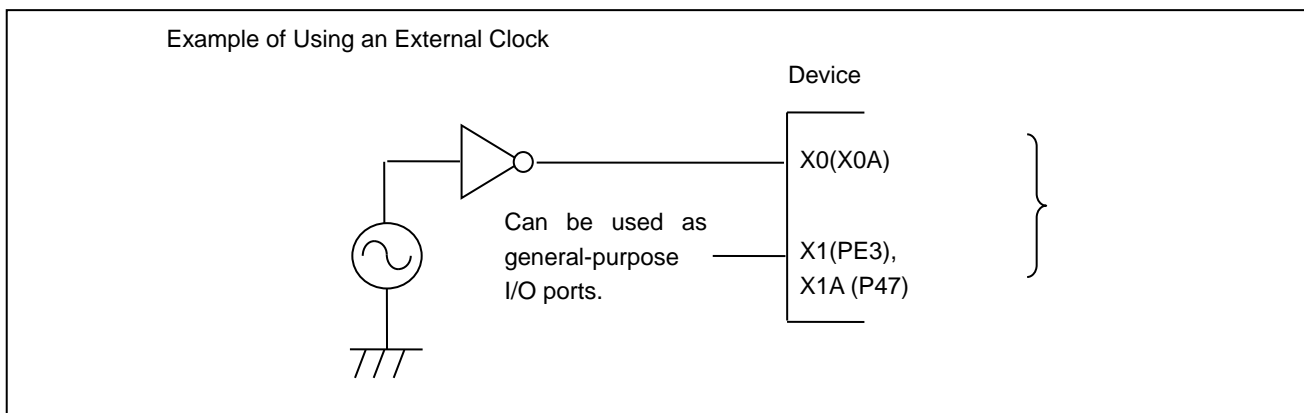 Example of Using an External Clock
Device
X0(X0A)
Can be used as
general-purpose
I/O ports.
X1(PE3),
X1A (P47)